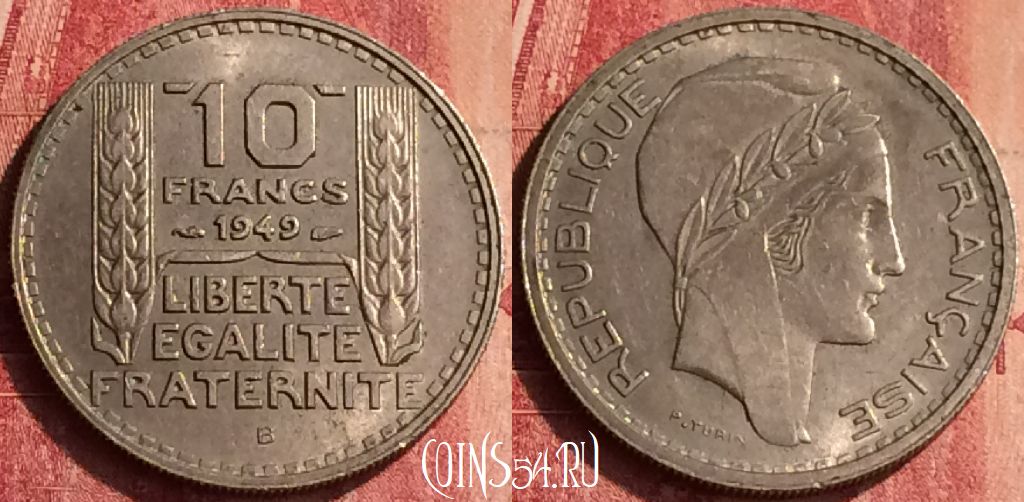 10
FRANCS
1949
LIBERTE
EGALITE
FRATERNITE
B
REPUBLIQUE FRANÇAISE
P.TURIN
COINS54.RU